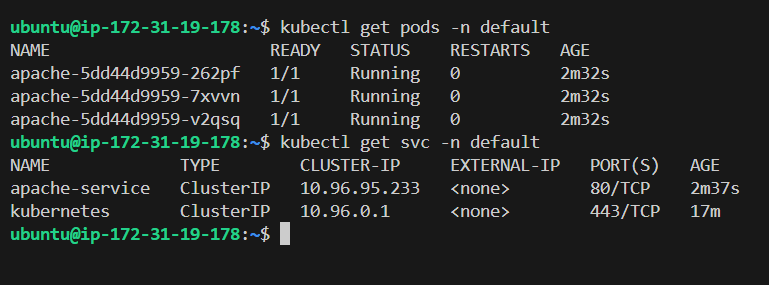 ubuntu@ip-172-31-19-178:~$ kubectl get pods -n default
NAME READY STATUS RESTARTS AGE
apache-5dd44d9959-262pf 1/1 Running 0 2m32s
apache-5dd44d9959-7xvvn 1/1 Running 0 2m32s
apache-5dd44d9959-v2qsq 1/1 Running 0 2m32s
ubuntu@ip-172-31-19-178:~$ kubectl get svc -n default
NAME TYPE CLUSTER-IP EXTERNAL-IP PORT(S) AGE
apache-service ClusterIP 10.96.95.233 <none> 80/TCP 2m37s
kubernetes ClusterIP 10.96.0.1 <none> 443/TCP 17m
ubuntu@ip-172-31-19-178:~$